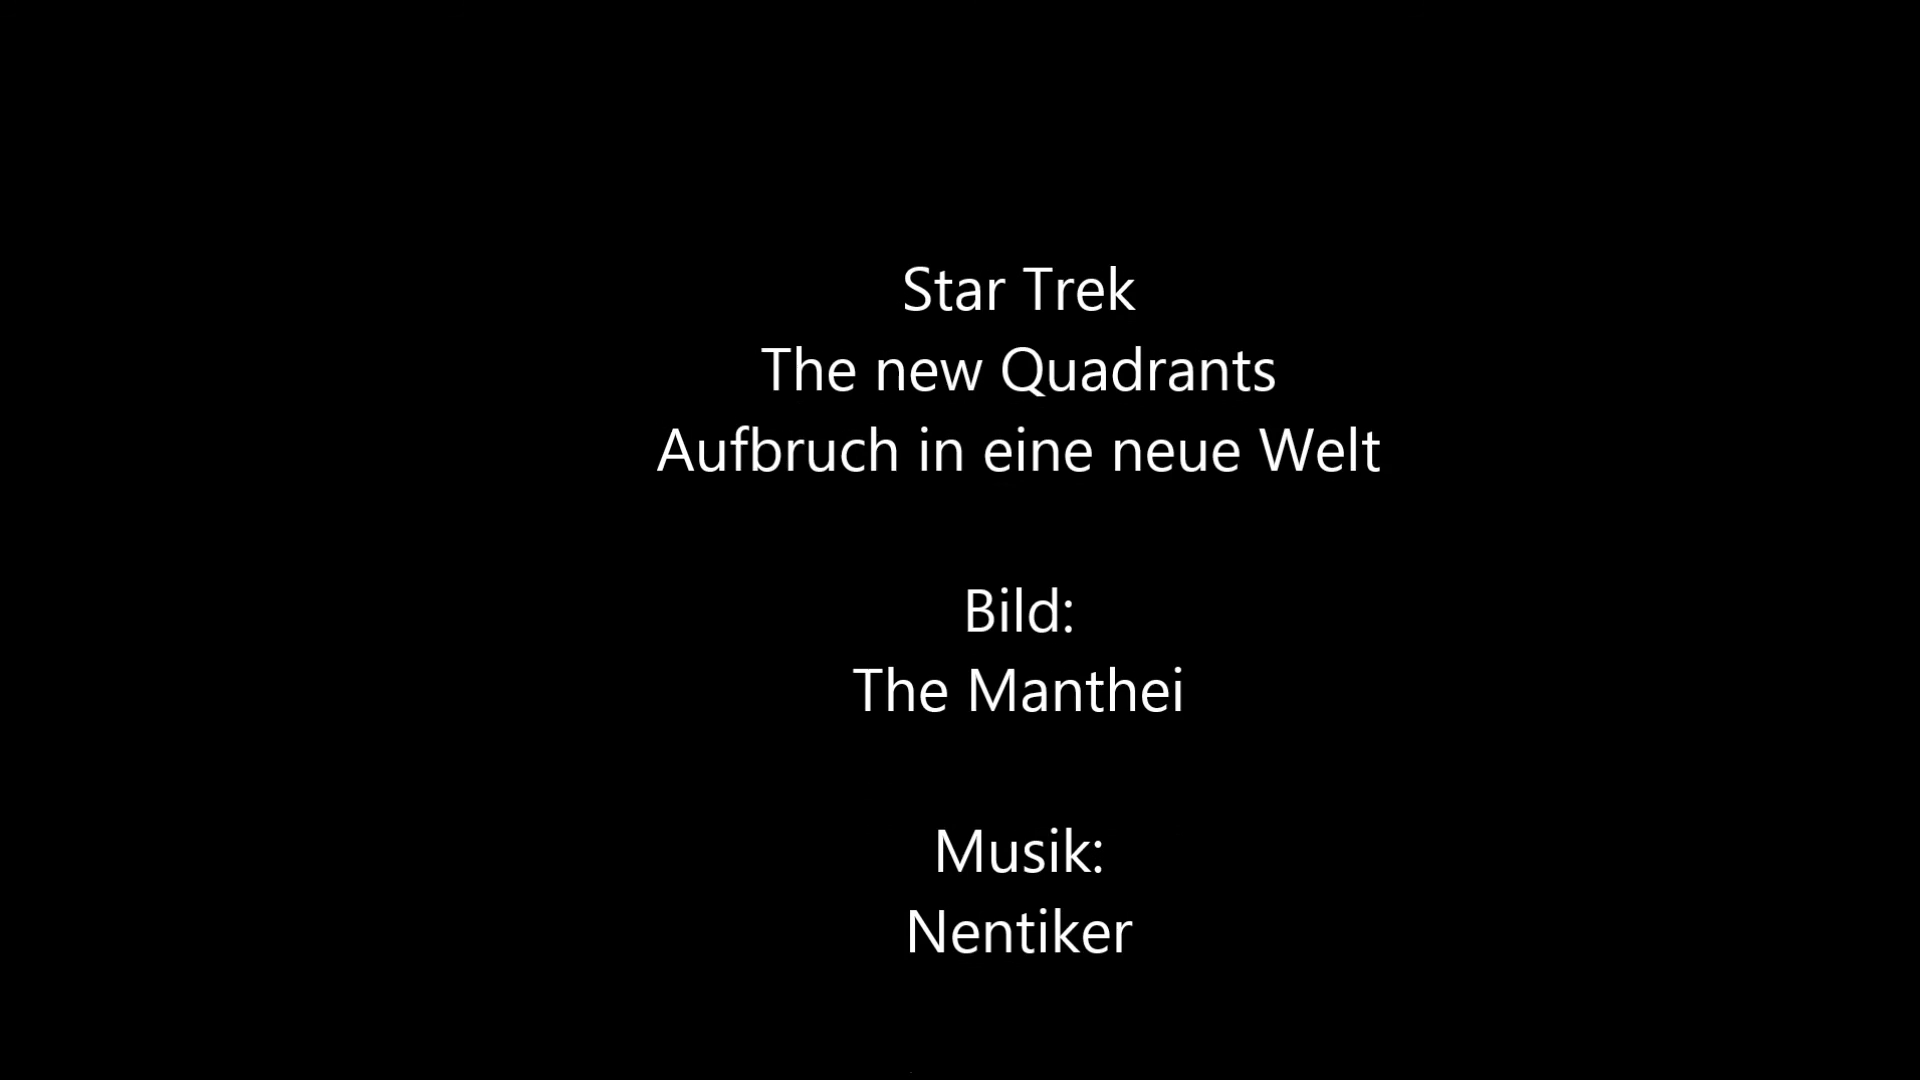 Star Trek
The new Quadrants
Aufbruch in eine neue Welt
Bild:
The Manthei
Musik:
Nentiker